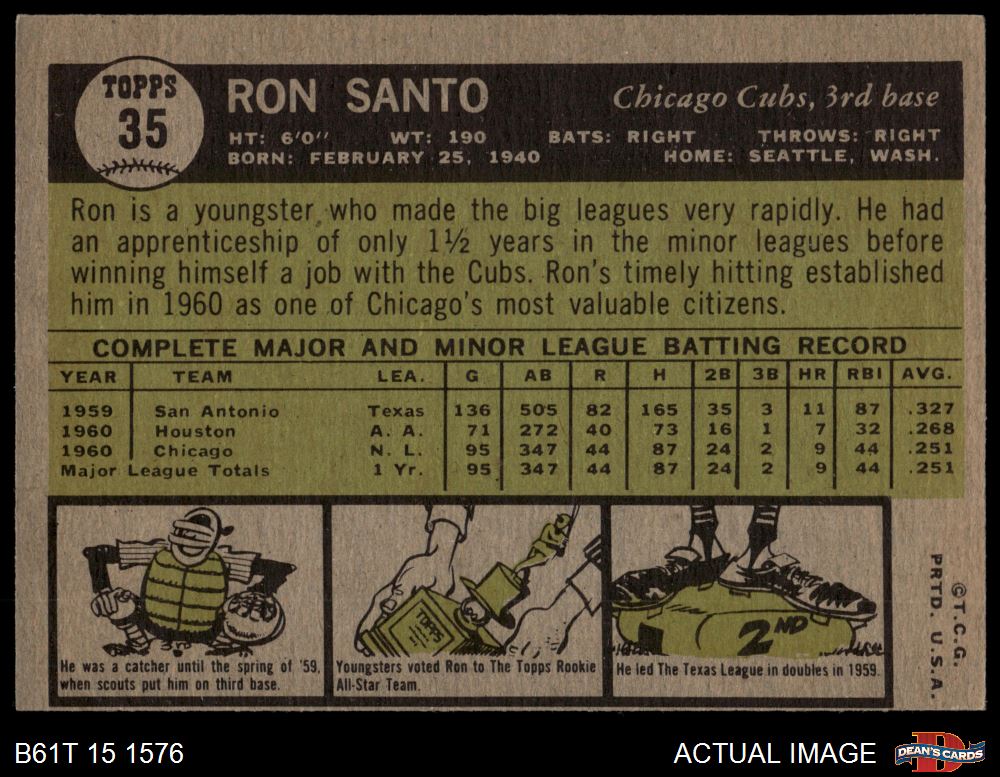 TOPPS
35
RON SANTO
Chicago Cubs, 3rd base
HT: 6'0" WT: 190 BATS: RIGHT THROWS: RIGHT
BORN: FEBRUARY 25, 1940 HOME: SEATTLE, WASH.
Ron is a youngster who made the big leagues very rapidly. He had
an apprenticeship of only 1½ years in the minor leagues before
winning himself a job with the Cubs. Ron's timely hitting established
him in 1960 as one of Chicago's most valuable citizens.
COMPLETE MAJOR AND MINOR LEAGUE BATTING RECORD
YEAR TEAM LEA. G AB R H 2B 3B HR RBI AVG.
1959 San Antonio Texas 136 505 82 165 35 3 11 87 .327
1960 Houston A. A. 71 272 40 73 16 1 7 32 .268
1960 Chicago N. L. 95 347 44 87 24 2 9 44 .251
Major League Totals 1 Yr. 95 347 44 87 24 2 9 44 .251
He was a catcher until the spring of '59,
when scouts put him on third base.
Youngsters voted Ron to The Topps Rookie
All-Star Team.
2ND
He led The Texas League in doubles in 1959.
©T.C.G.
PRTD. U.S.A.
B61T 15 1576
ACTUAL IMAGE
DEAN'S CARDS